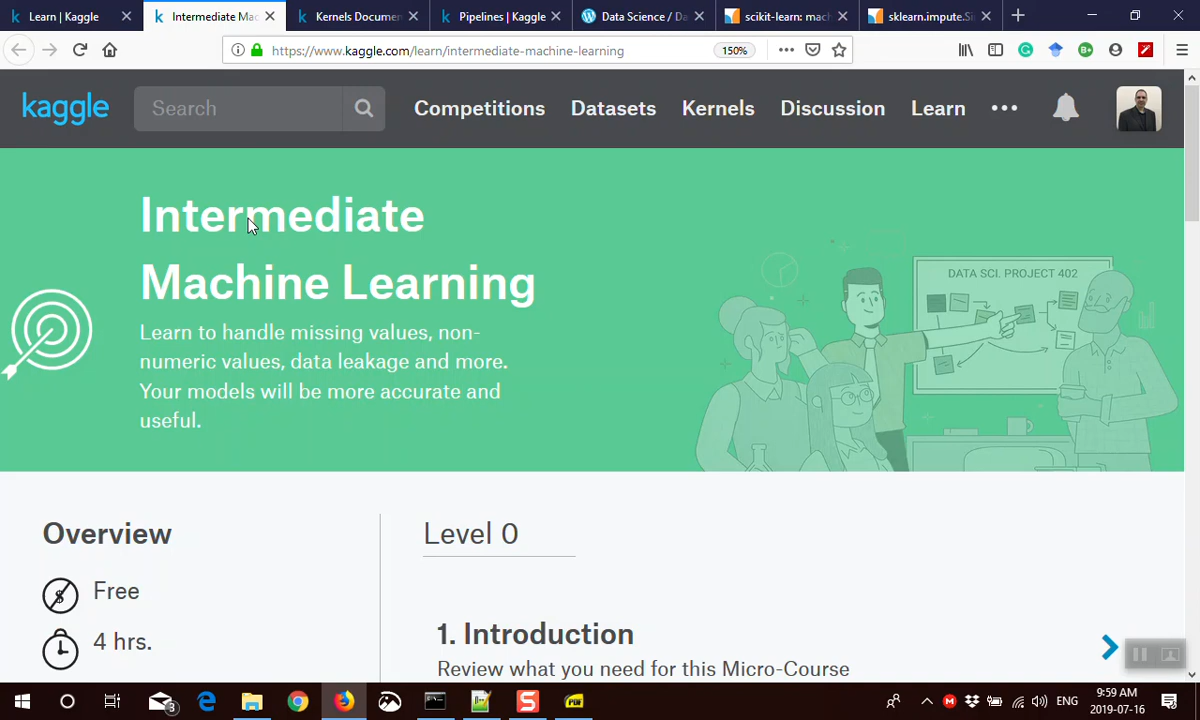 Learn | Kaggle
Intermediate Mac
Kernels Documen
Pipelines | Kaggle
Data Science / Da
scikit-learn: mach
sklearn.impute.Si
https://www.kaggle.com/learn/intermediate-machine-learning
150%
kaggle
Search
Competitions
Datasets
Kernels
Discussion
Learn
Intermediate
Machine Learning
Learn to handle missing values, non-
numeric values, data leakage and more.
Your models will be more accurate and
useful.
DATA SCI. PROJECT 402
Overview
Free
4 hrs.
Level 0
1. Introduction
Review what you need for this Micro-Course
3
ENG
9:59 AM
2019-07-16